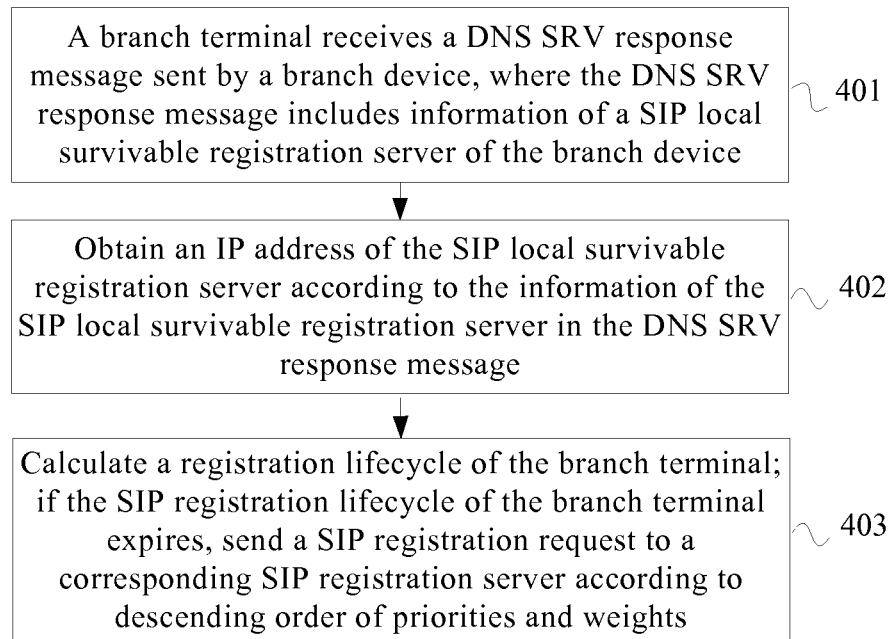 A branch terminal receives a DNS SRV response
message sent by a branch device, where the DNS SRV
response message includes information of a SIP local
survivable registration server of the branch device
401
Obtain an IP address of the SIP local survivable
registration server according to the information of the
SIP local survivable registration server in the DNS SRV
response message
402
Calculate a registration lifecycle of the branch terminal;
if the SIP registration lifecycle of the branch terminal
expires, send a SIP registration request to a
corresponding SIP registration server according to
descending order of priorities and weights
403